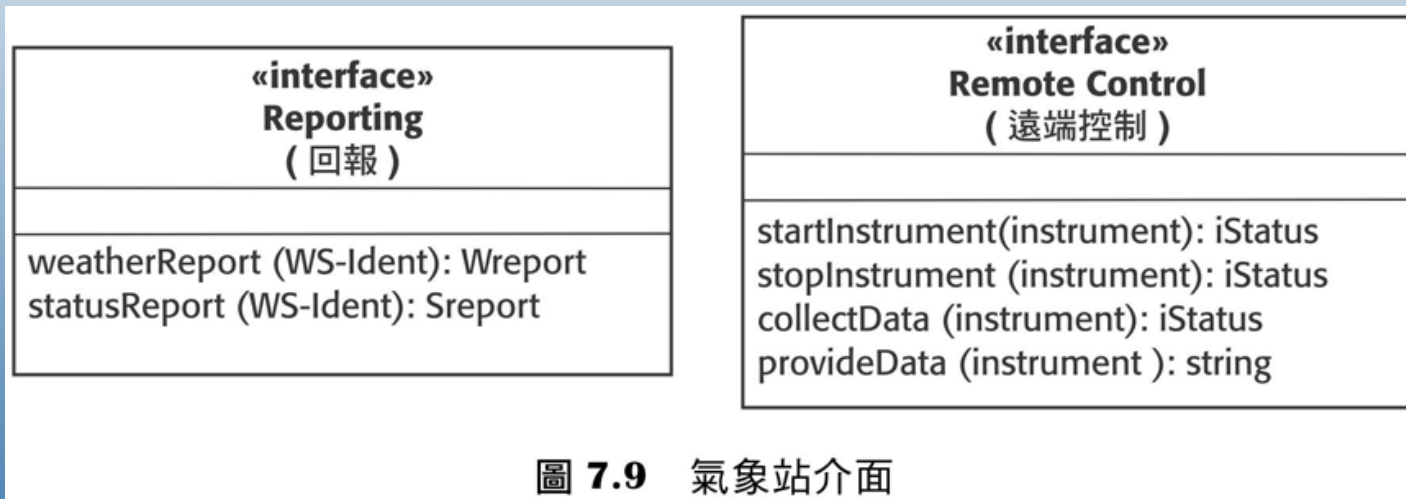 «interface»
Reporting
( 回報 )
weatherReport (WS-Ident): Wreport
statusReport (WS-Ident): Sreport
«interface»
Remote Control
( 遠端控制 )
startInstrument(instrument): iStatus
stopInstrument (instrument): iStatus
collectData (instrument): iStatus
provideData (instrument ): string
圖 7.9 氣象站介面